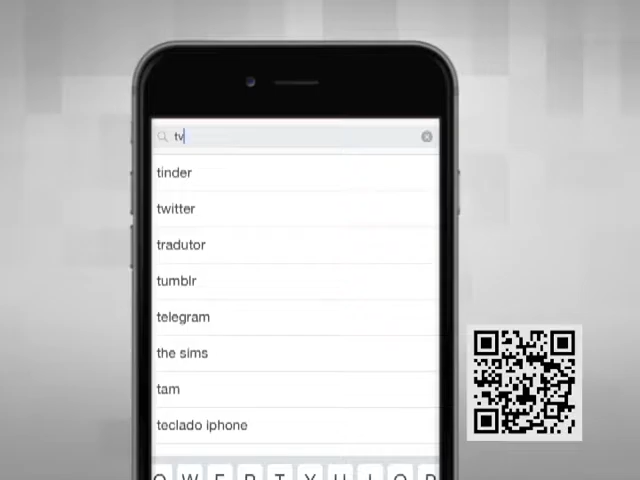 tv
tinder
twitter
tradutor
tumblr
telegram
the sims
tam
teclado iphone
Q W E R T Y U I O P